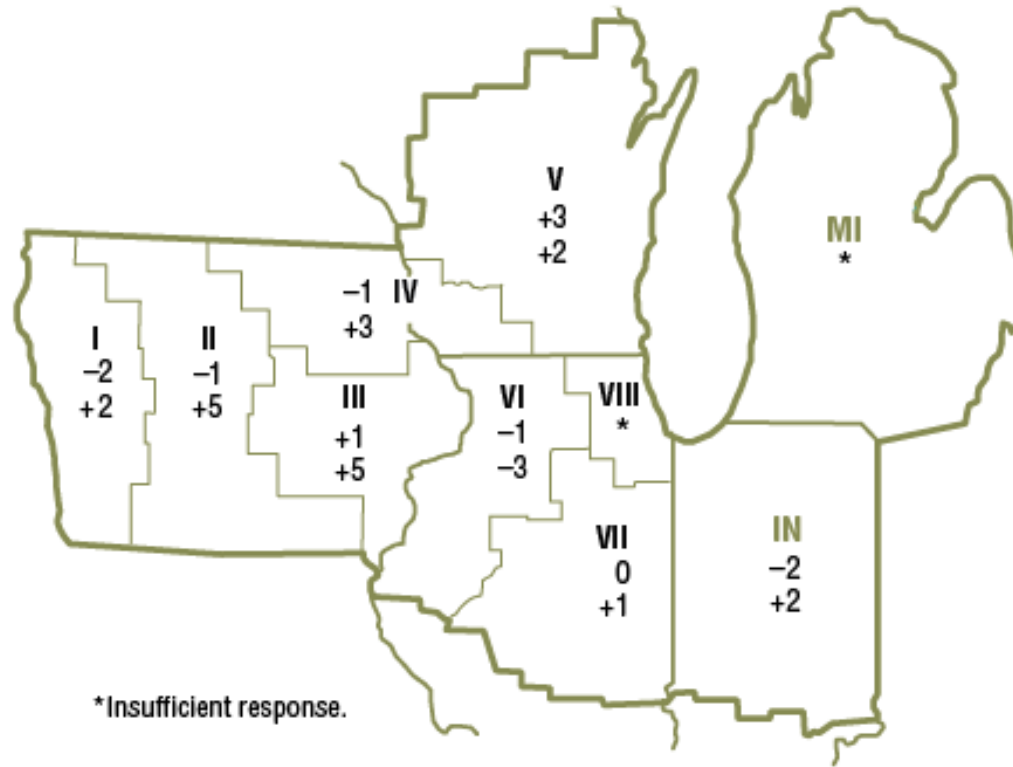 V
+3
+2
MI
*
–1 IV
+3
I
–2
+2
II
–1
+5
III
+1
+5
VI
–1
–3
VIII
*
VII
0
+1
IN
–2
+2
*Insufficient response.